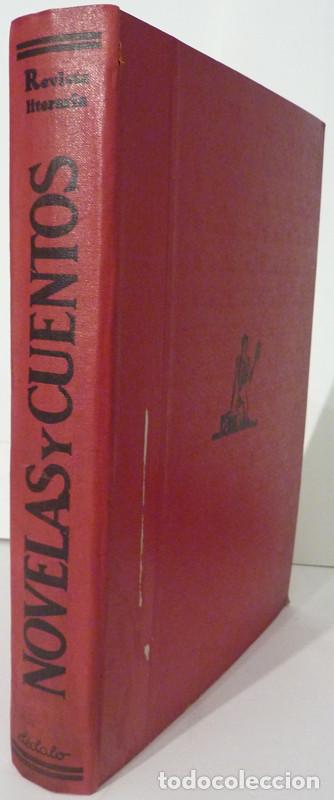 Revista
literaria
NOVELAS Y CUENTOS
dédalo
todocoleccion